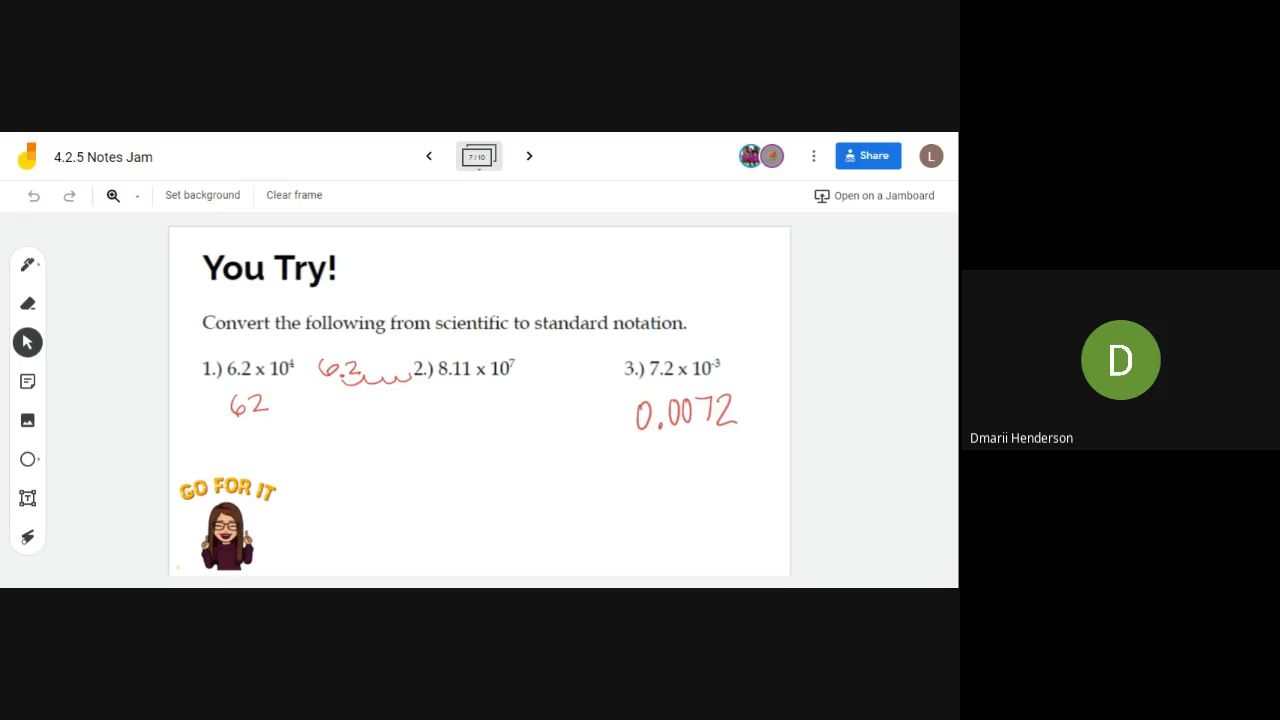 4.2.5 Notes Jam
7 / 10
Share
L
Set background
Clear frame
Open on a Jamboard
You Try!
Convert the following from scientific to standard notation.
1.) 6.2 x 10⁴ 6.2 2.) 8.11 x 10⁷ 3.) 7.2 x 10⁻³
62 0.0072
GO FOR IT
T
D
Dmarii Henderson